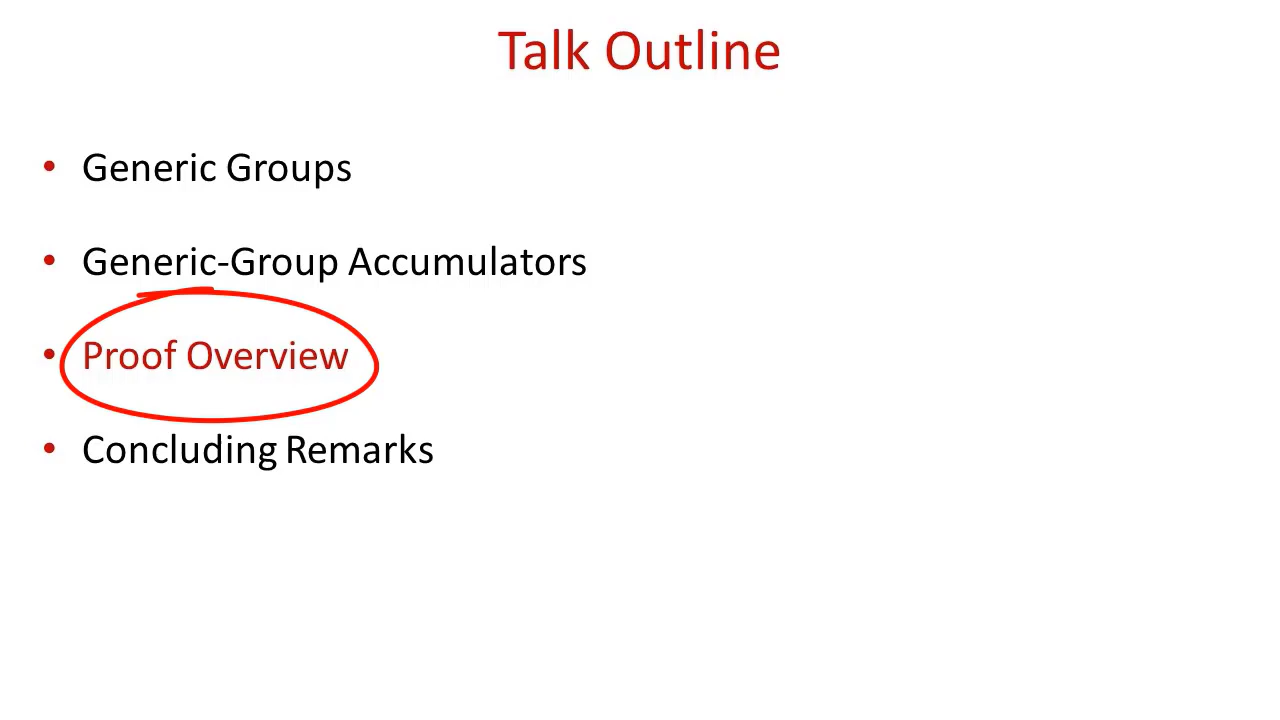 Talk Outline
• Generic Groups
• Generic-Group Accumulators
• Proof Overview
• Concluding Remarks